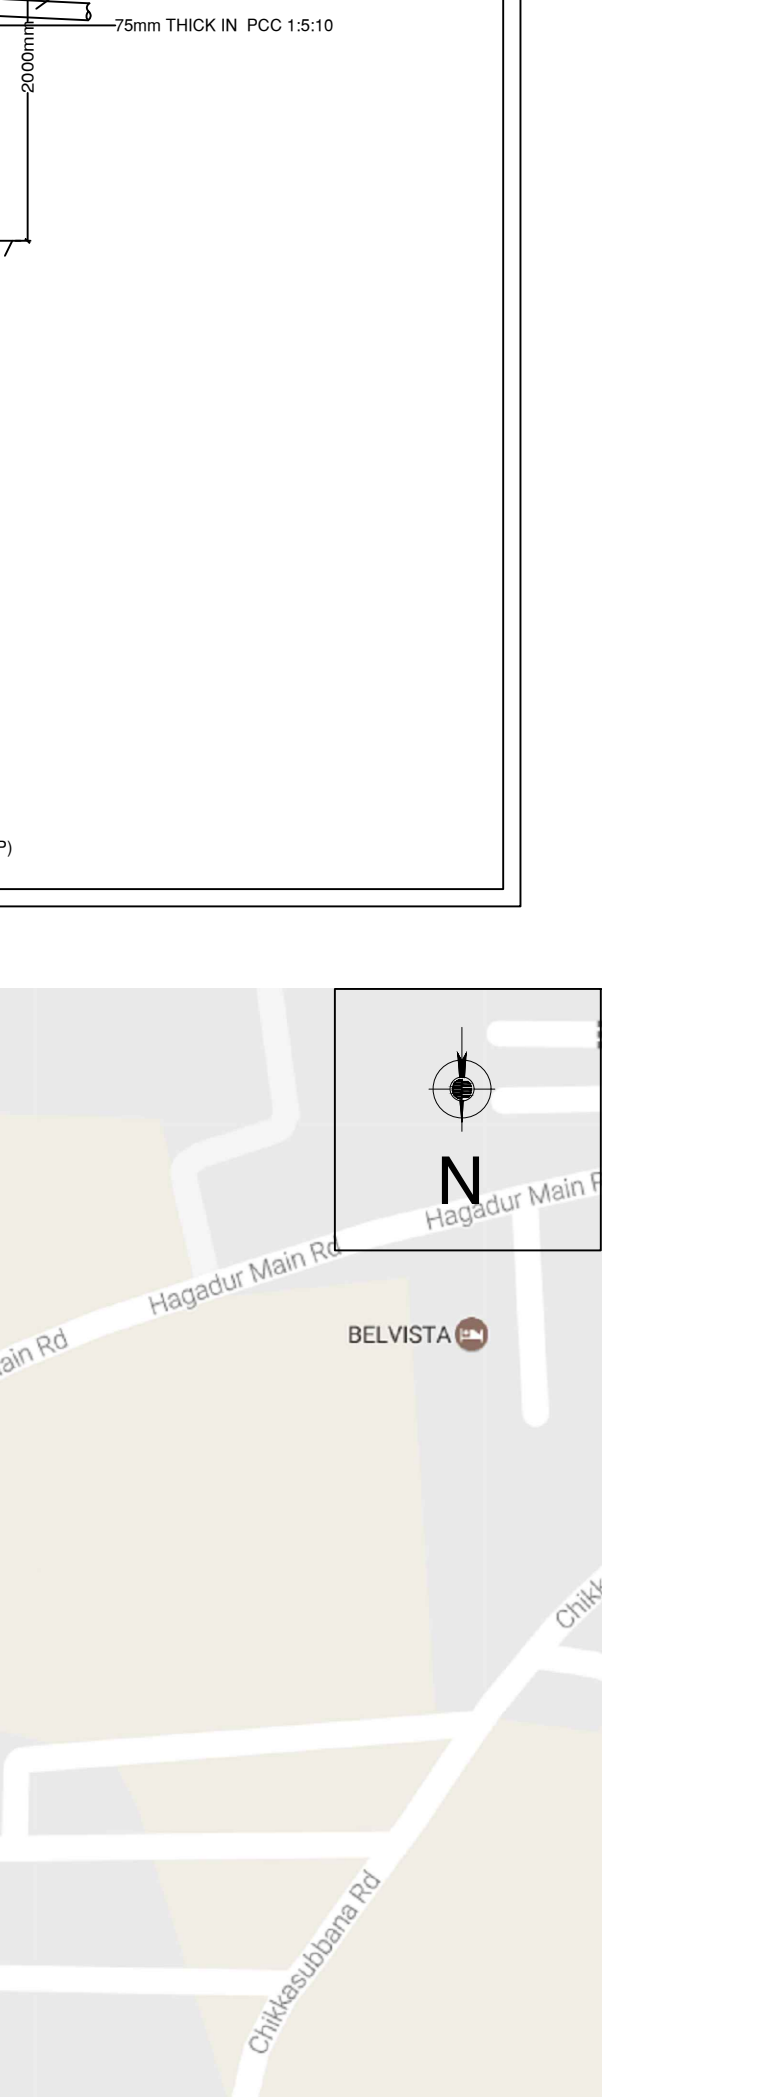 75mm THICK IN PCC 1:5:10
2000mm
P)
N
Hagadur Main R
Hagadur Main Rd
ain Rd
BELVISTA
Chikk
Chikkasubbana Rd